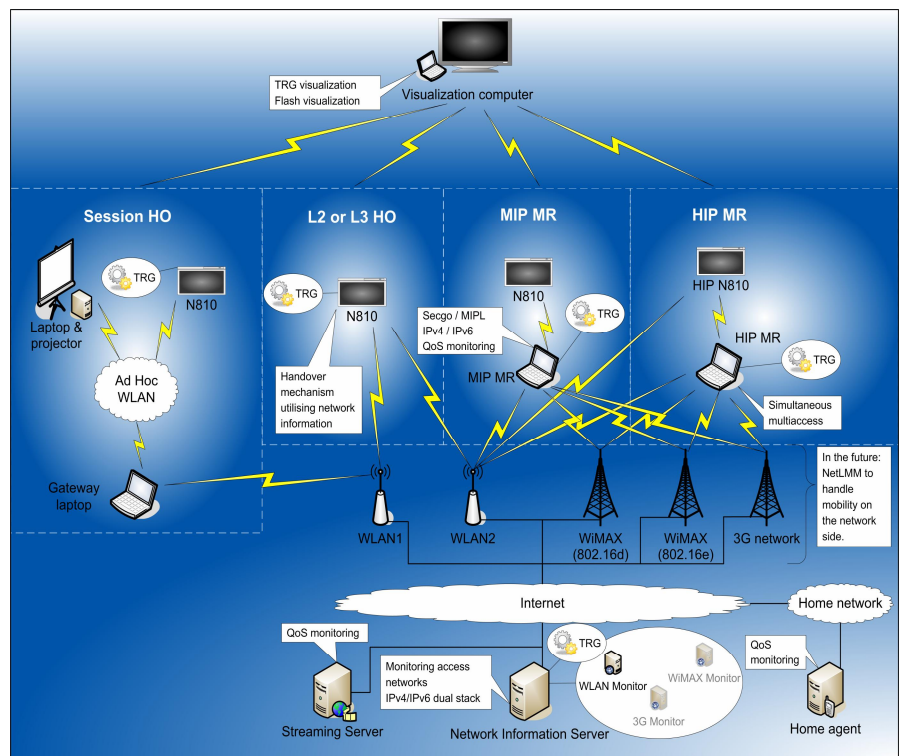 TRG visualization
Flash visualization
Visualization computer
Session HO
L2 or L3 HO
MIP MR
HIP MR
TRG
N810
Laptop &
projector
Ad Hoc
WLAN
Gateway
laptop
TRG
N810
Handover
mechanism
utilising network
information
N810
Secgo / MIPL
IPv4 / IPv6
QoS monitoring
TRG
MIP MR
HIP N810
HIP MR
TRG
Simultaneous
multiaccess
WLAN1
WLAN2
WiMAX
(802.16d)
WiMAX
(802.16e)
3G network
In the future:
NetLMM to
handle
mobility on
the network
side.
Internet
Home network
QoS monitoring
Streaming Server
Monitoring access
networks
IPv4/IPv6 dual stack
TRG
Network Information Server
WLAN Monitor
WiMAX Monitor
3G Monitor
QoS
monitoring
Home agent